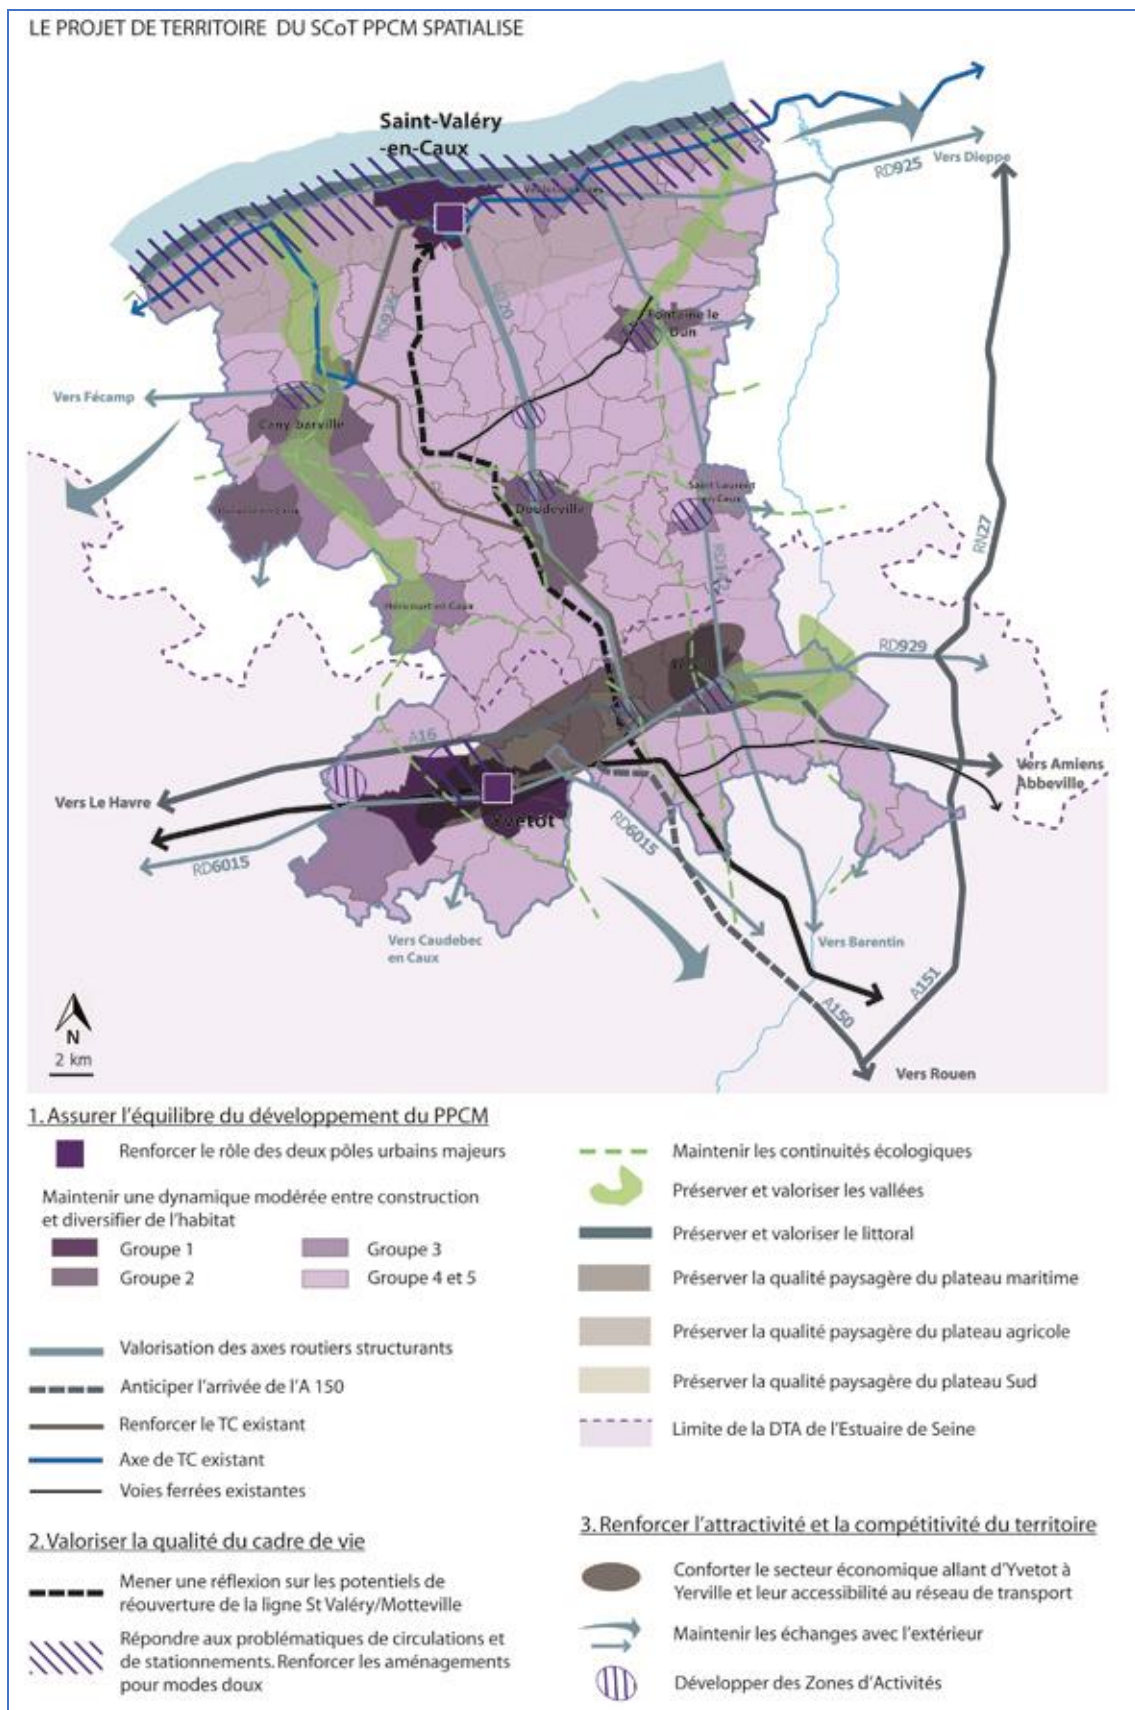 LE PROJET DE TERRITOIRE DU SCoT PPCM SPATIALISE
Saint-Valéry
-en-Caux
RD925
Vers Dieppe
RD20
Fontaine le
Dun
Vers Fécamp
Cany-barville
Saint Laurent
en Caux
Doudeville
RN27
Héricourt en Caux
RD929
A16
Vers Amiens
Abbeville
Vers Le Havre
Yvetot
RD6015
RD6015
Vers Caudebec
en Caux
Vers Barentin
A151
A150
Vers Rouen
N
2 km
1. Assurer l'équilibre du développement du PPCM
Renforcer le rôle des deux pôles urbains majeurs
Maintenir une dynamique modérée entre construction
et diversifier de l'habitat
Groupe 1
Groupe 3
Groupe 2
Groupe 4 et 5
Valorisation des axes routiers structurants
Anticiper l'arrivée de l'A 150
Renforcer le TC existant
Axe de TC existant
Voies ferrées existantes
2. Valoriser la qualité du cadre de vie
Mener une réflexion sur les potentiels de
réouverture de la ligne St Valéry/Motteville
Répondre aux problématiques de circulations et
de stationnements. Renforcer les aménagements
pour modes doux
Maintenir les continuités écologiques
Préserver et valoriser les vallées
Préserver et valoriser le littoral
Préserver la qualité paysagère du plateau maritime
Préserver la qualité paysagère du plateau agricole
Préserver la qualité paysagère du plateau Sud
Limite de la DTA de l'Estuaire de Seine
3. Renforcer l'attractivité et la compétitivité du territoire
Conforter le secteur économique allant d'Yvetot à
Yerville et leur accessibilité au réseau de transport
Maintenir les échanges avec l'extérieur
Développer des Zones d'Activités